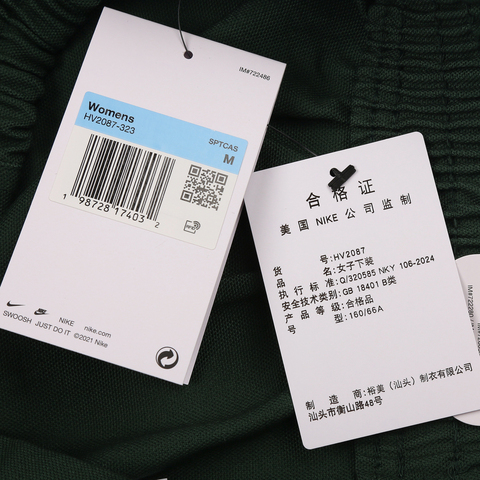 IM#722486
Womens
HV2087-323
SPTCAS
M
1 98728 17403 2
NIKE
SWOOSH JUST DO IT ©2021 Nike
nike.com
合格证
美国 NIKE 公司监制
货号:HV2087
品名:女子下装
执行标准:Q/320585 NKY 106-2024
安全技术类别:GB 18401 B类
产品等级:合格品
号型:160/66A
制造商:裕美(汕头)制衣有限公司
汕头市衡山路48号